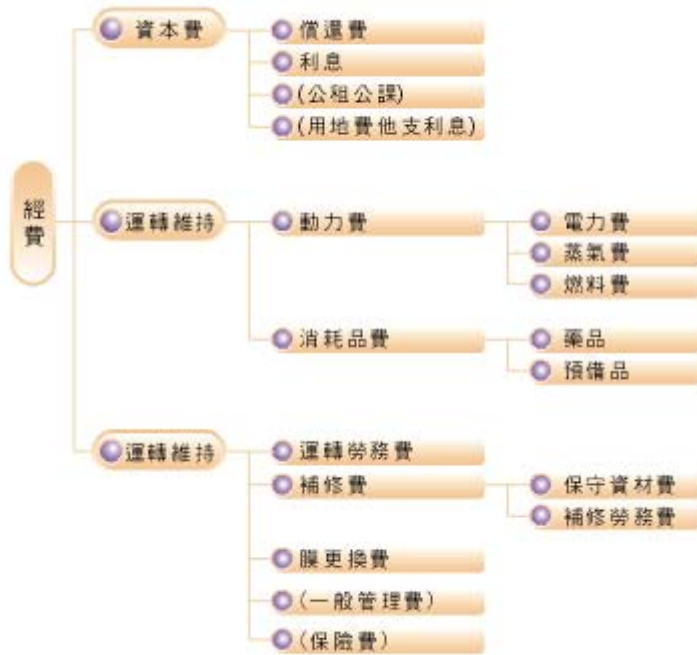 經費
資本費
償還費
利息
(公租公課)
(用地費他支利息)
運轉維持
動力費
電力費
蒸氣費
燃料費
消耗品費
藥品
預備品
運轉維持
運轉勞務費
補修費
保守資材費
補修勞務費
膜更換費
(一般管理費)
(保險費)